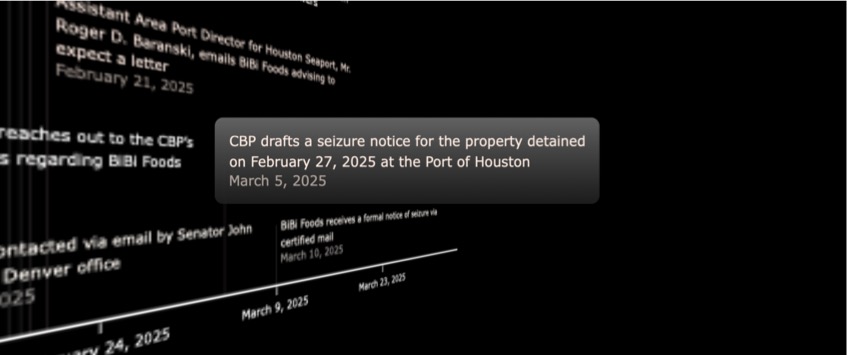 Assistant Area Port Director for Houston Seaport, Mr.
Roger D. Baranski, emails BiBi Foods advising to
expect a letter
February 21, 2025
reaches out to the CBP's
s regarding BiBi Foods
CBP drafts a seizure notice for the property detained
on February 27, 2025 at the Port of Houston
March 5, 2025
ontacted via email by Senator John
Denver office
025
BiBi Foods receives a formal notice of seizure via
certified mail
March 10, 2025
March 23, 2025
March 9, 2025
ary 24, 2025